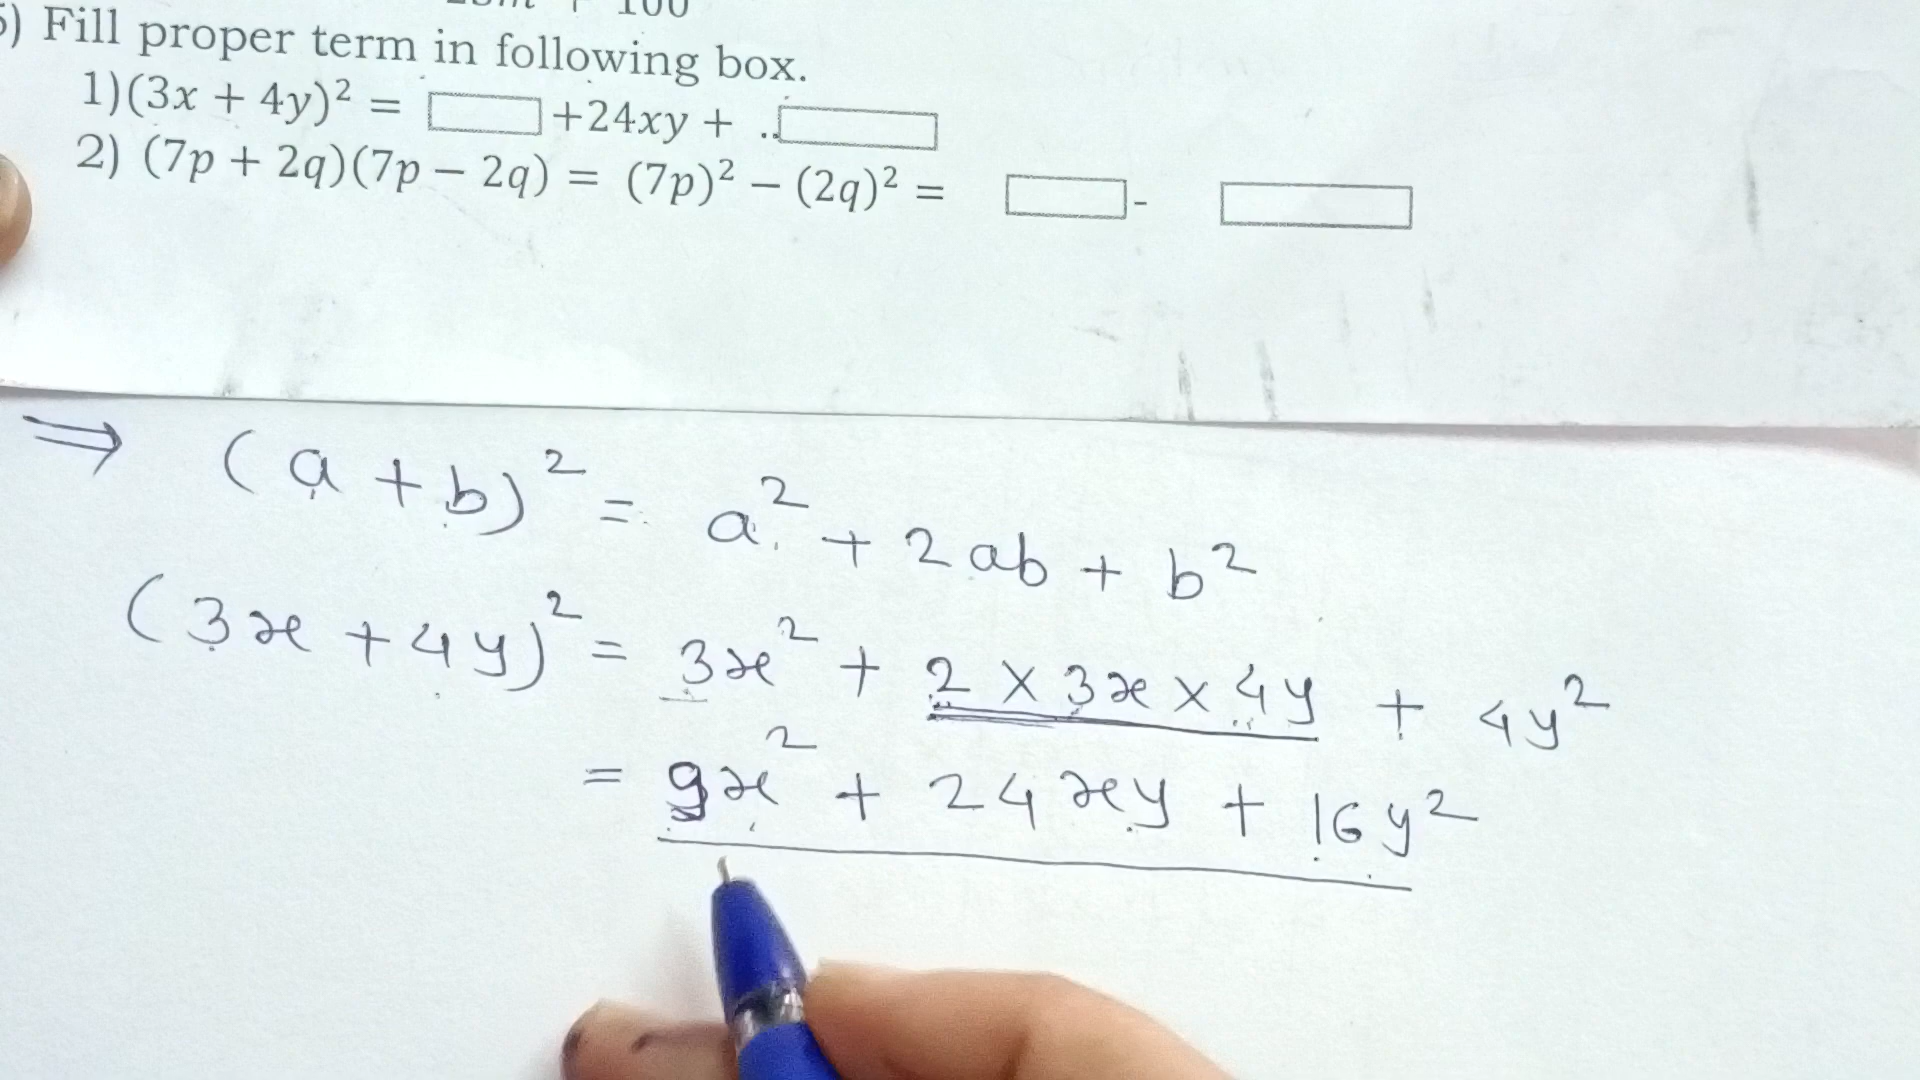 100
5) Fill proper term in following box.
1)(3x + 4y)² = +24xy + ..
2) (7p + 2q)(7p − 2q) = (7p)² − (2q)² = -
⇒ (a + b)² = a² + 2ab + b²
(3x + 4y)² = 3x² + 2 × 3x × 4y + 4y²
= 9x² + 24xy + 16y²